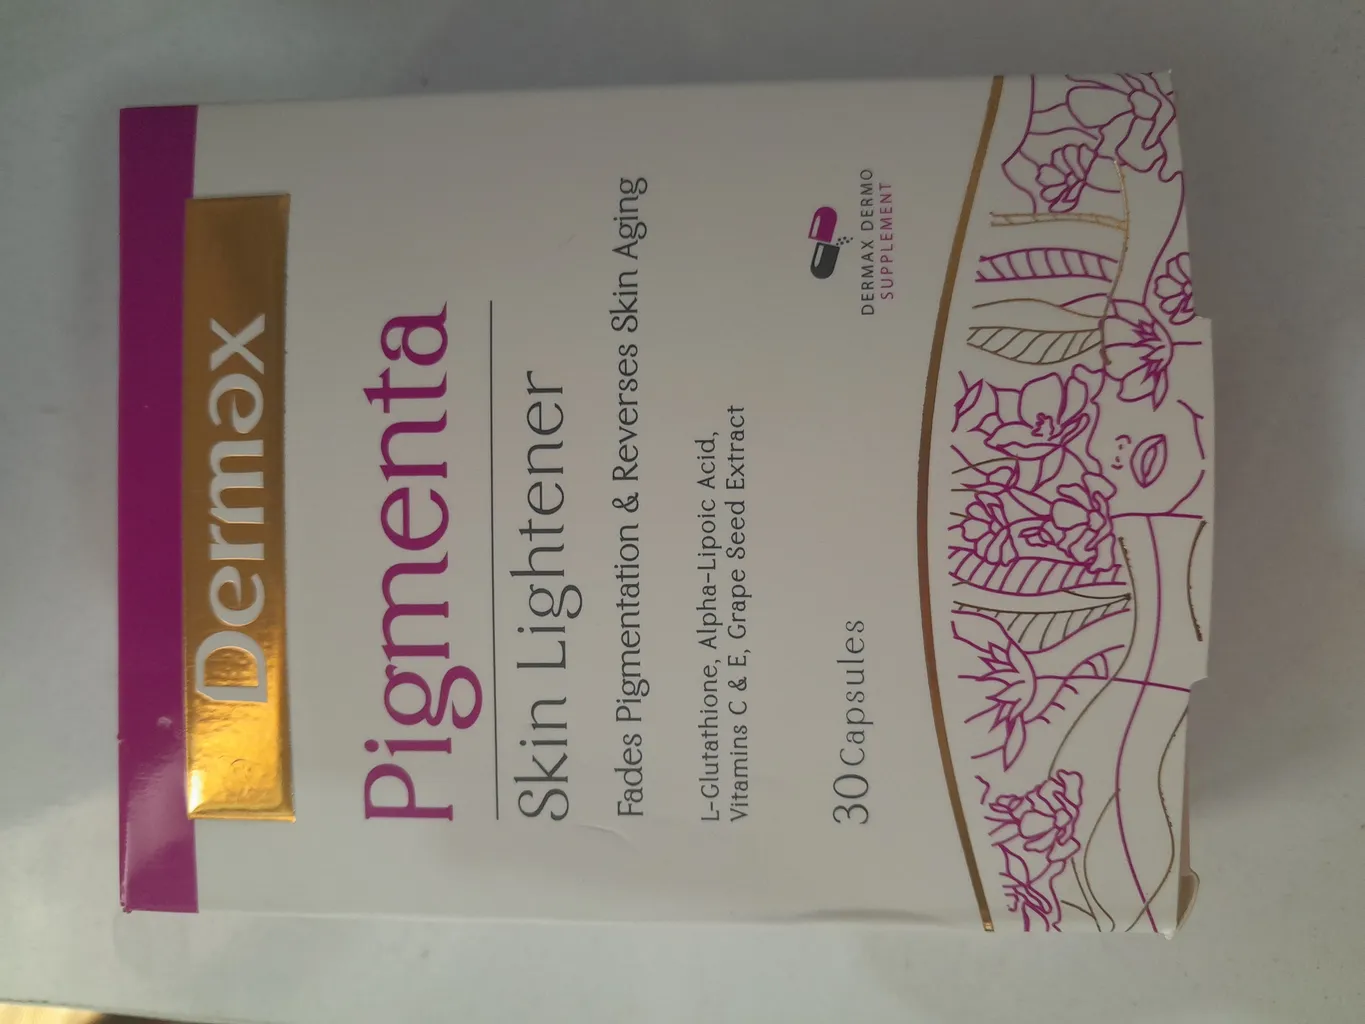 Dermax
Pigmenta
Skin Lightener
Fades Pigmentation & Reverses Skin Aging
L-Glutathione, Alpha-Lipoic Acid,
Vitamins C & E, Grape Seed Extract
30 Capsules
DERMAX DERMO
SUPPLEMENT